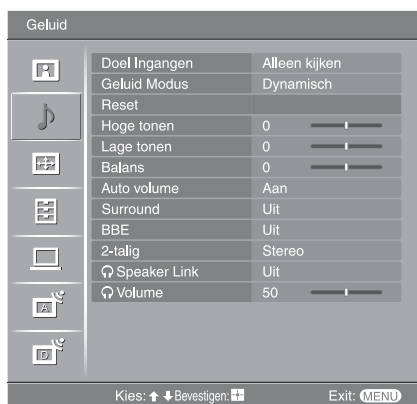 Geluid
Doel Ingangen Alleen kijken
Geluid Modus Dynamisch
Reset
Hoge tonen 0
Lage tonen 0
Balans 0
Auto volume Aan
Surround Uit
BBE Uit
2-talig Stereo
Speaker Link Uit
Volume 50
A
D
Kies: Bevestigen: Exit: MENU